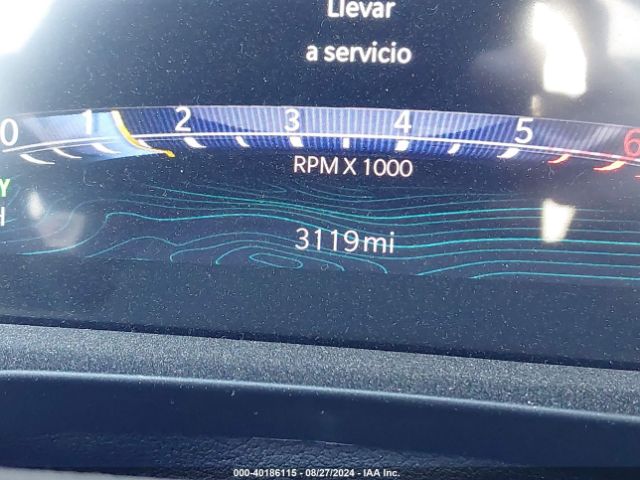 Llevar
a servicio
0 1 2 3 4 5 6
RPM X 1000
Y
H
3119mi
000-40186115 - 08/27/2024 - IAA Inc.